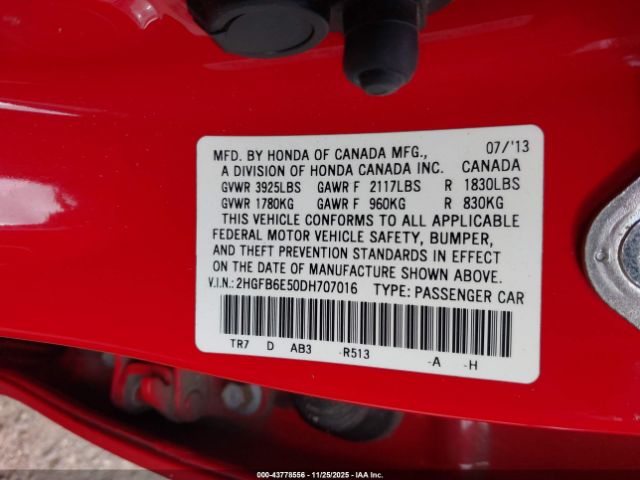 07/'13
MFD. BY HONDA OF CANADA MFG.,
A DIVISION OF HONDA CANADA INC. CANADA
GVWR 3925LBS GAWR F 2117LBS R 1830LBS
GVWR 1780KG GAWR F 960KG R 830KG
THIS VEHICLE CONFORMS TO ALL APPLICABLE
FEDERAL MOTOR VEHICLE SAFETY, BUMPER,
AND THEFT PREVENTION STANDARDS IN EFFECT
ON THE DATE OF MANUFACTURE SHOWN ABOVE.
V.I.N.: 2HGFB6E50DH707016 TYPE: PASSENGER CAR
TR7 D AB3 -R513 -A -H
000-43778556 - 11/25/2025 - IAA Inc.